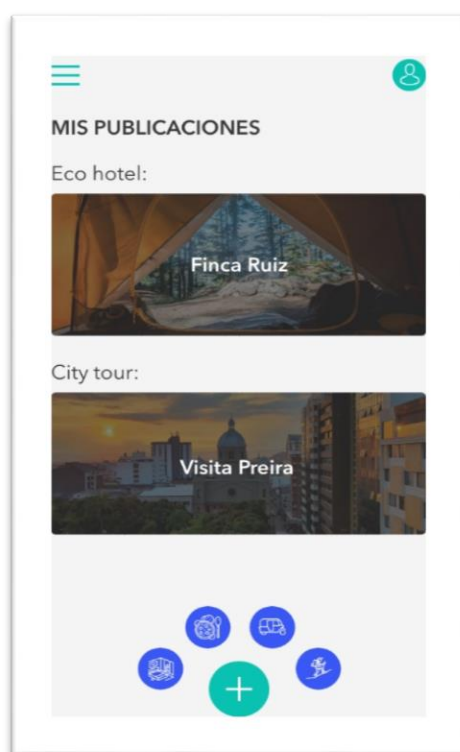 MIS PUBLICACIONES
Eco hotel:
Finca Ruiz
City tour:
Visita Preira